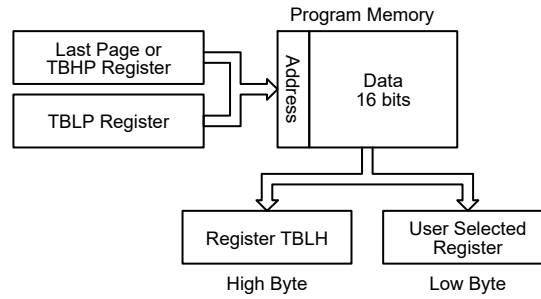 Program Memory
Last Page or
TBHP Register
TBLP Register
Address
Data
16 bits
Register TBLH
User Selected
Register
High Byte
Low Byte